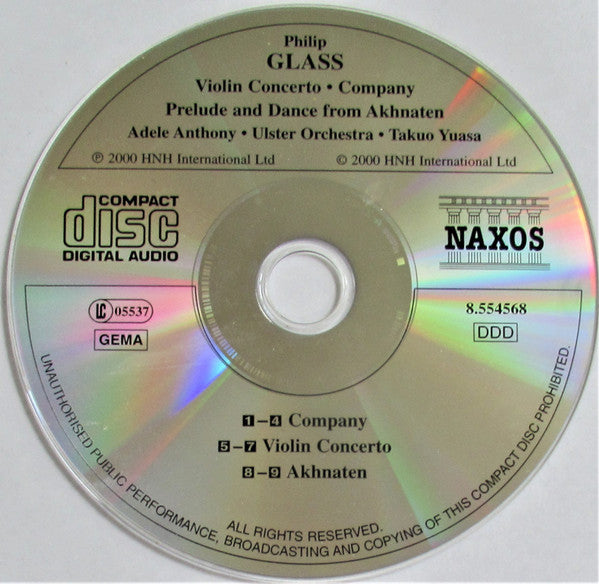 Philip
GLASS
Violin Concerto • Company
Prelude and Dance from Akhnaten
Adele Anthony • Ulster Orchestra • Takuo Yuasa
℗ 2000 HNH International Ltd
© 2000 HNH International Ltd
COMPACT
disc
DIGITAL AUDIO
NAXOS
LC 05537
GEMA
8.554568
DDD
1–4 Company
5–7 Violin Concerto
8–9 Akhnaten
ALL RIGHTS RESERVED.
UNAUTHORISED PUBLIC PERFORMANCE, BROADCASTING AND COPYING OF THIS COMPACT DISC PROHIBITED.